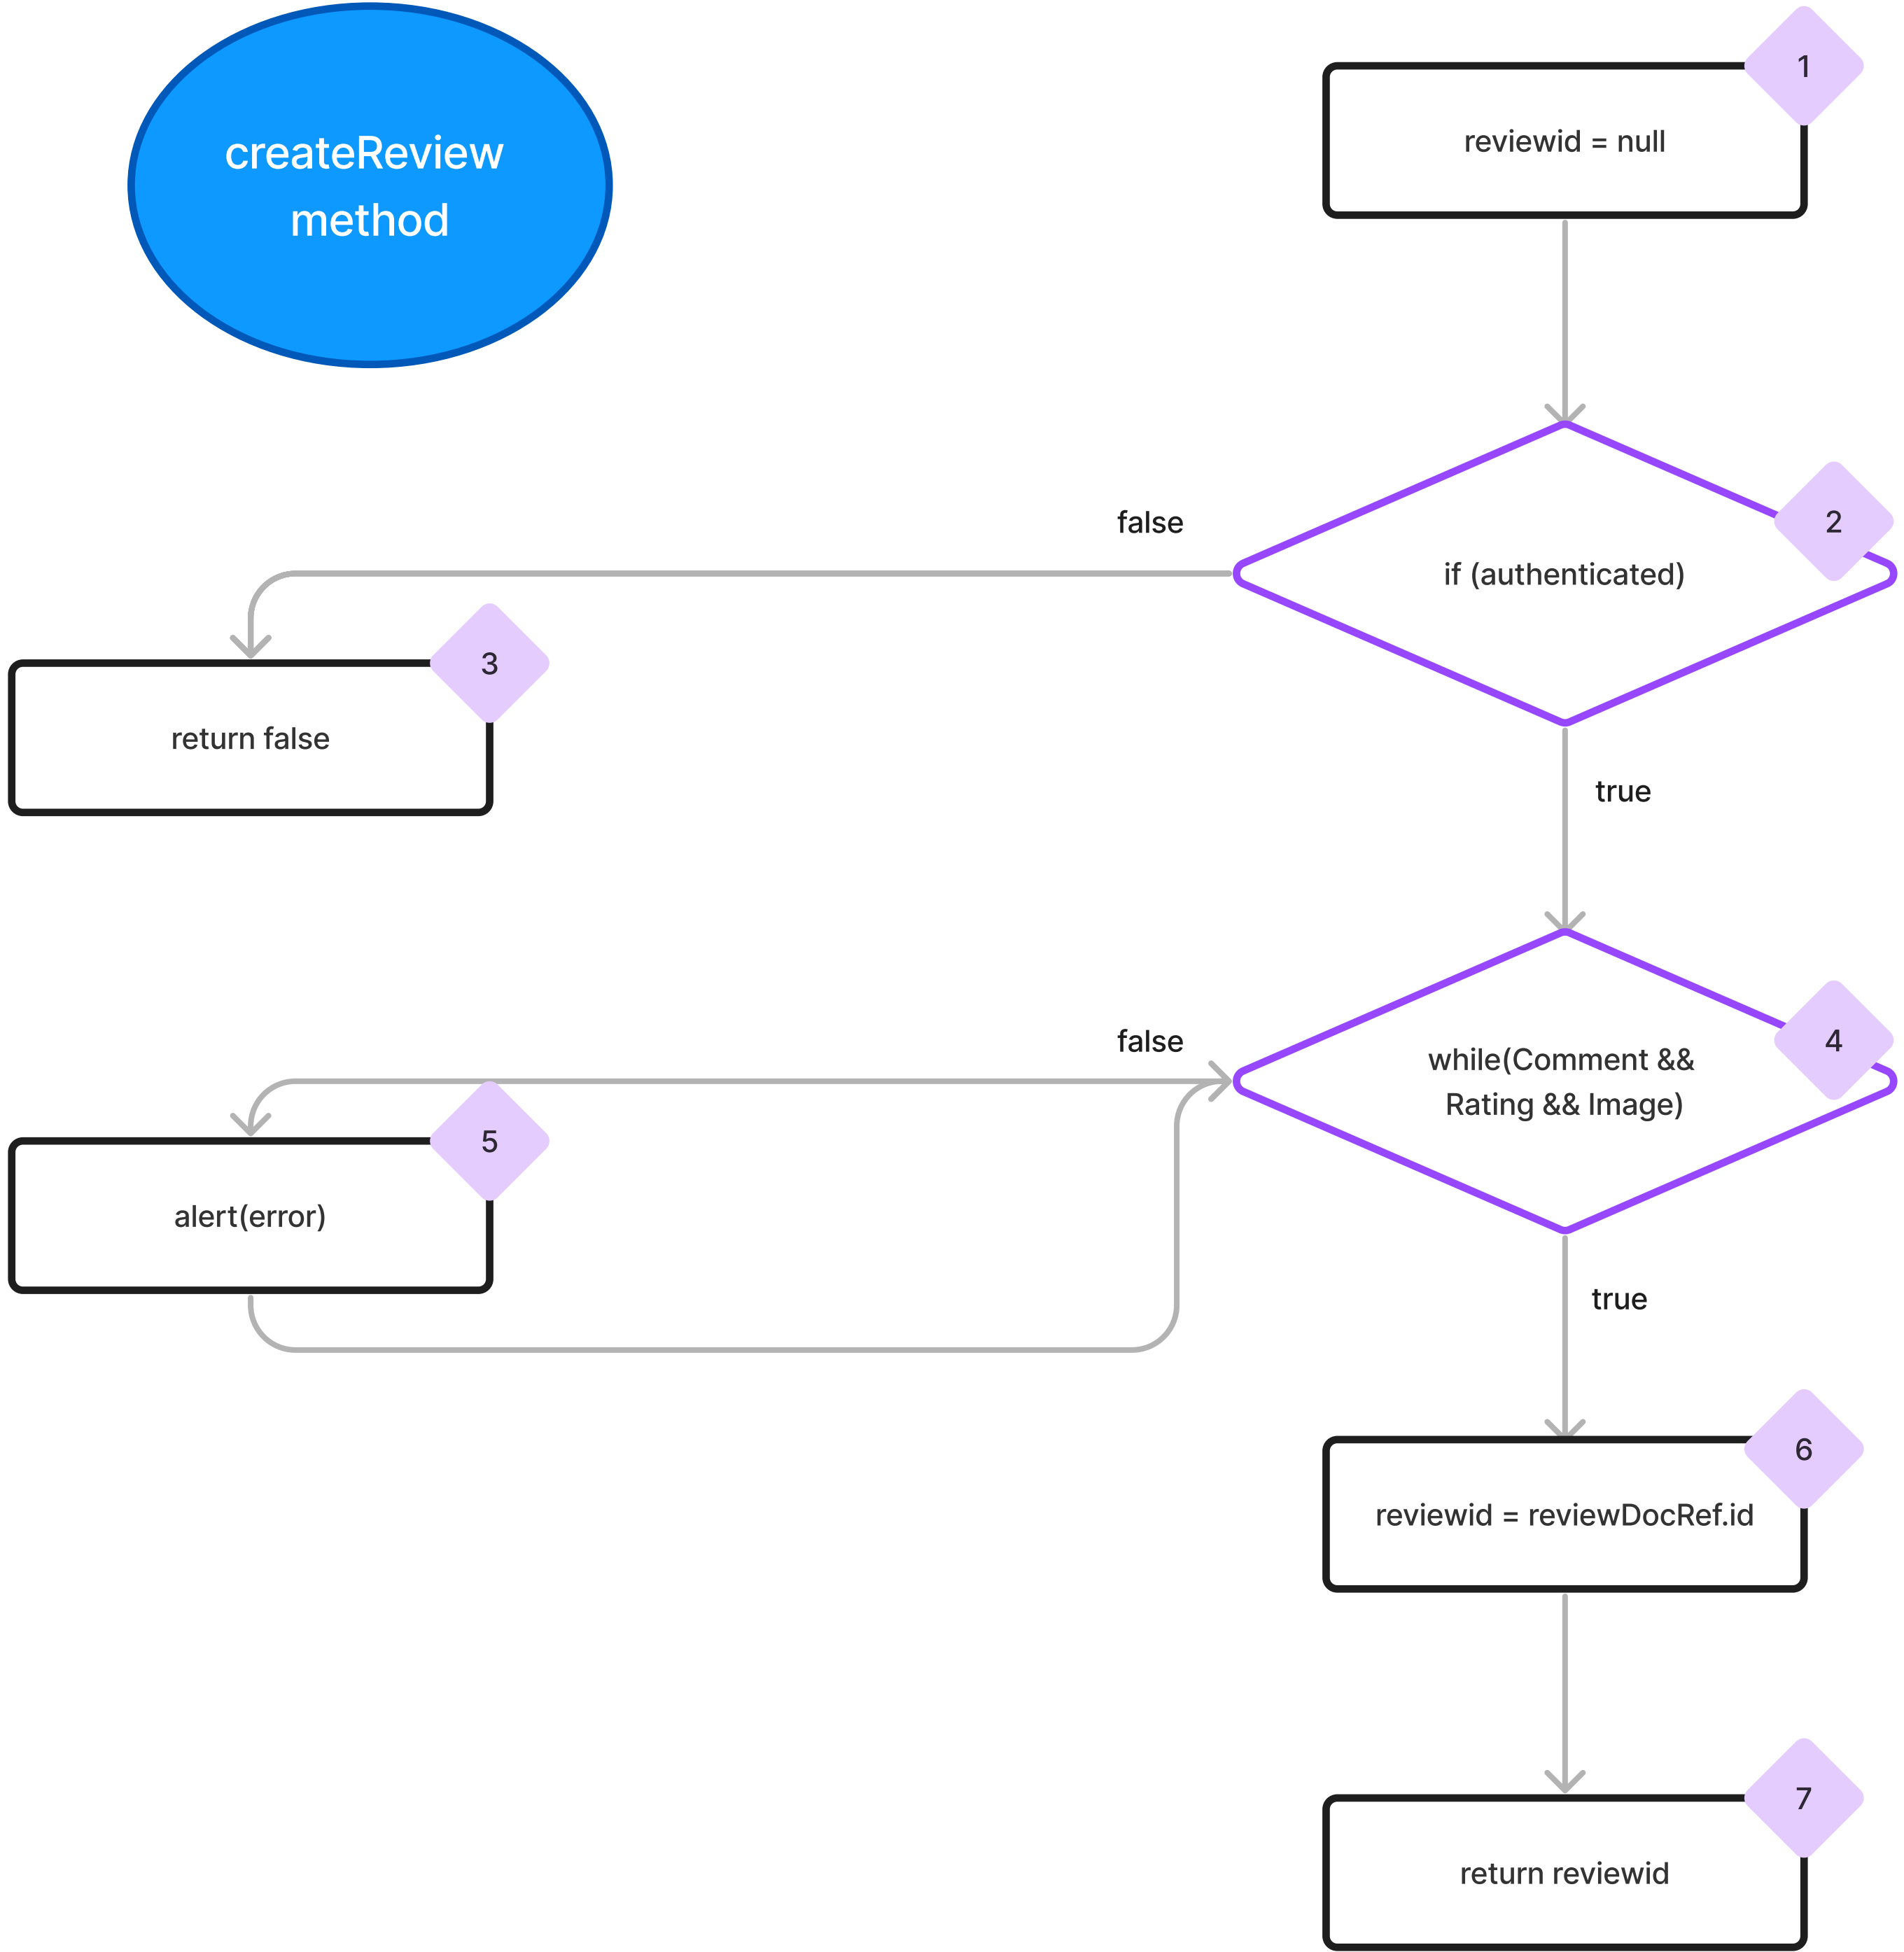 createReview
method
1
reviewid = null
2
if (authenticated)
false
3
return false
true
4
while(Comment &&
Rating && Image)
false
5
alert(error)
true
6
reviewid = reviewDocRef.id
7
return reviewid